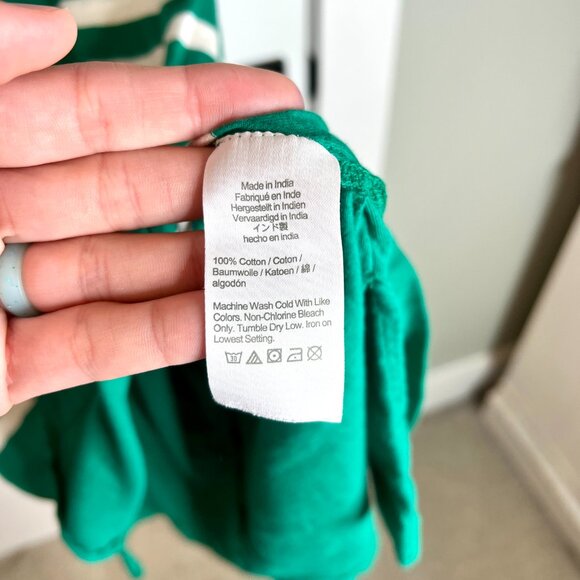 Made in India
Fabriqué en Inde
Hergestellt in Indien
Vervaardigd in India
インド製
hecho en India
100% Cotton / Coton /
Baumwolle / Katoen / 綿 /
algodón
Machine Wash Cold With Like
Colors. Non-Chlorine Bleach
Only. Tumble Dry Low. Iron on
Lowest Setting.
30